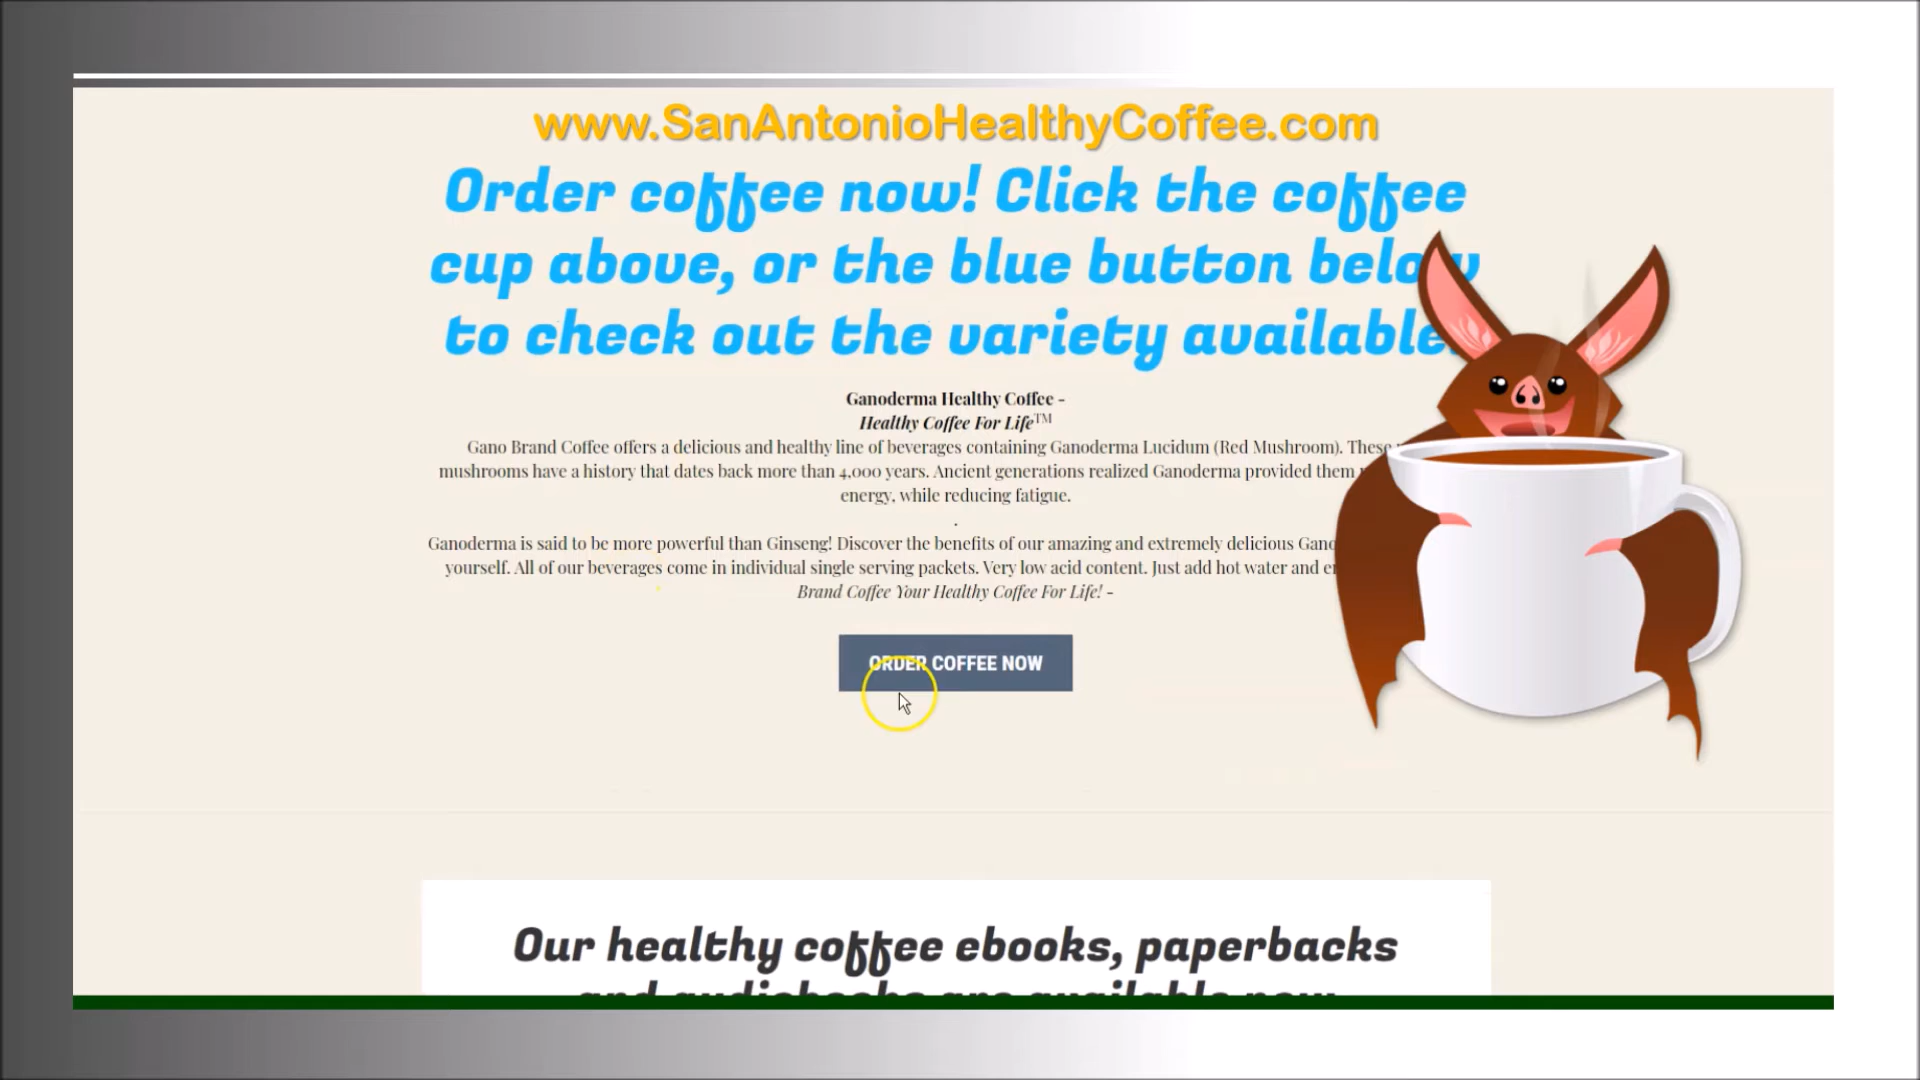 www.SanAntonioHealthyCoffee.com
Order coffee now! Click the coffee
cup above, or the blue button below
to check out the variety available.
Ganoderma Healthy Coffee -
Healthy Coffee For Life™
Gano Brand Coffee offers a delicious and healthy line of beverages containing Ganoderma Lucidum (Red Mushroom). These
mushrooms have a history that dates back more than 4,000 years. Ancient generations realized Ganoderma provided them
energy, while reducing fatigue.
.
Ganoderma is said to be more powerful than Ginseng! Discover the benefits of our amazing and extremely delicious
yourself. All of our beverages come in individual single serving packets. Very low acid content. Just add hot water and
Brand Coffee Your Healthy Coffee For Life! -
ORDER COFFEE NOW
Our healthy coffee ebooks, paperbacks
and audiobooks are available now